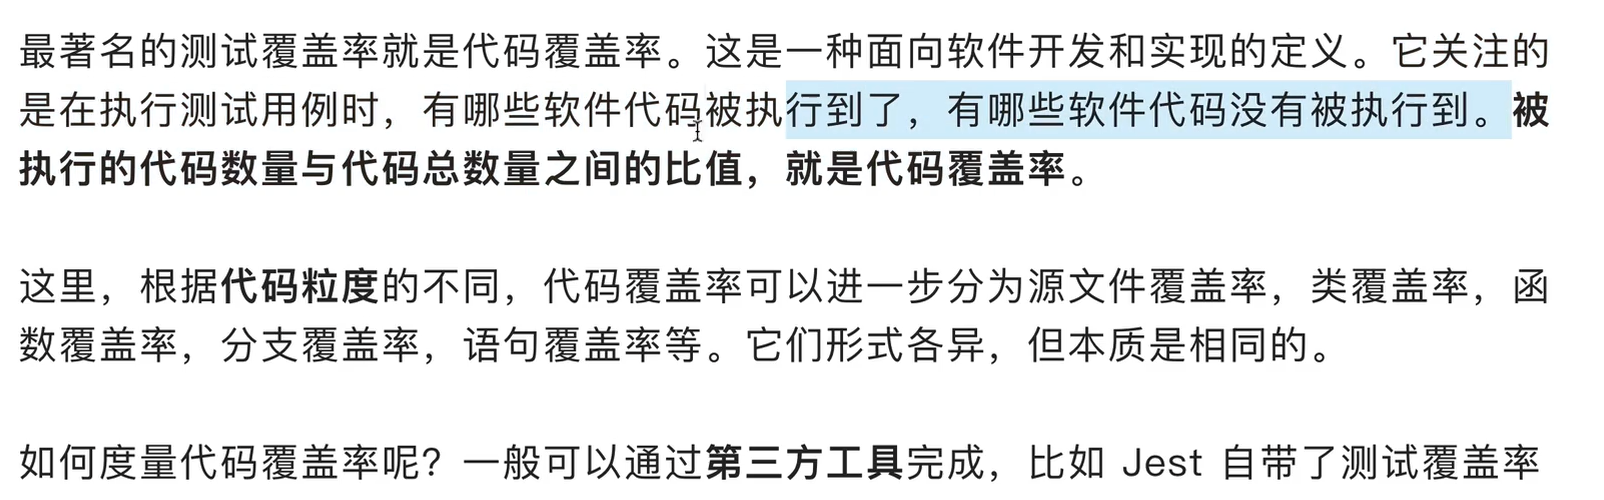 最著名的测试覆盖率就是代码覆盖率。这是一种面向软件开发和实现的定义。它关注的
是在执行测试用例时，有哪些软件代码被执行到了，有哪些软件代码没有被执行到。被
执行的代码数量与代码总数量之间的比值，就是代码覆盖率。
这里，根据代码粒度的不同，代码覆盖率可以进一步分为源文件覆盖率，类覆盖率，函
数覆盖率，分支覆盖率，语句覆盖率等。它们形式各异，但本质是相同的。
如何度量代码覆盖率呢？一般可以通过第三方工具完成，比如 Jest 自带了测试覆盖率